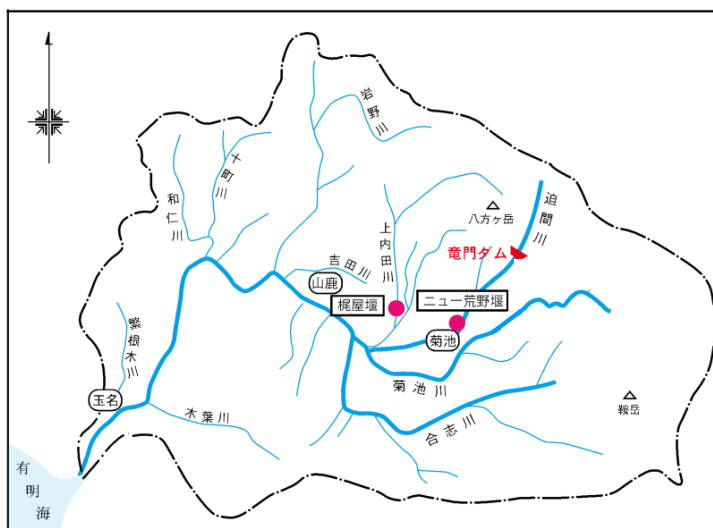 岩野川
十町川
和仁川
上内田川
八方ヶ岳
迫間川
竜門ダム
吉田川
山鹿
梶屋堰
ニュー荒野堰
菊池
繁根木川
菊池川
鞍岳
玉名
木葉川
合志川
有明海